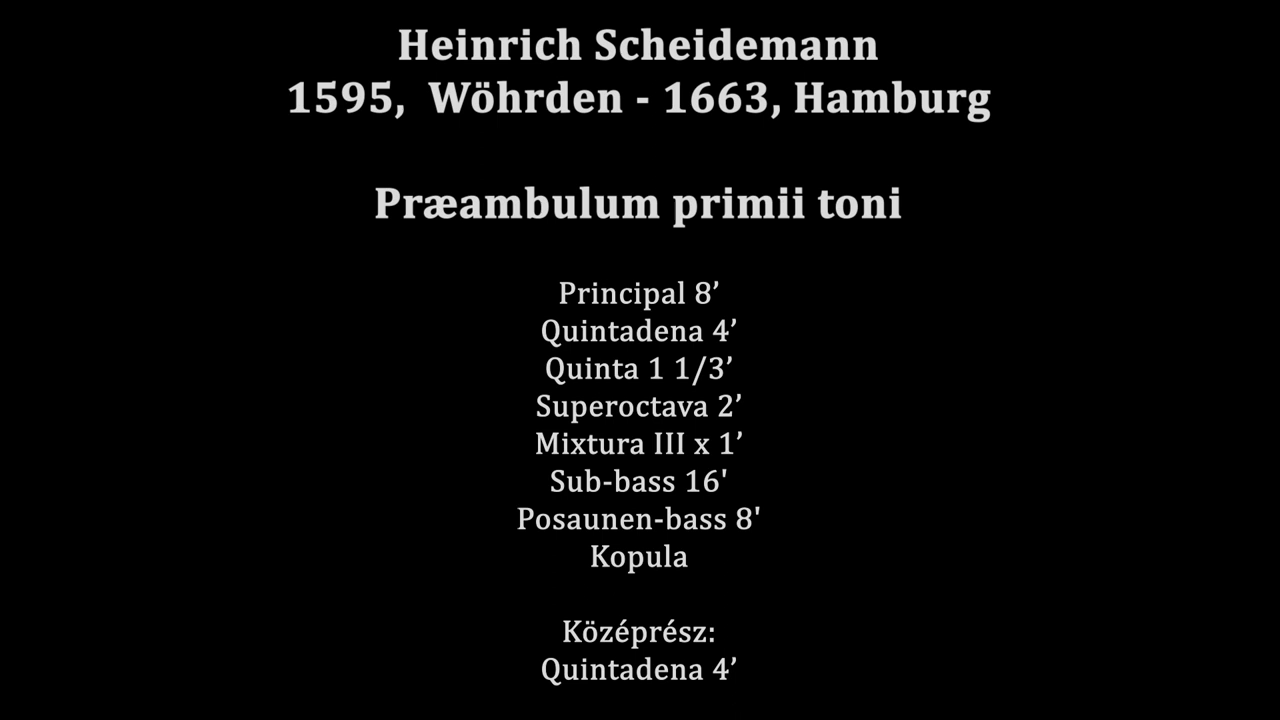 Heinrich Scheidemann
1595,  Wöhrden - 1663, Hamburg
Præambulum primii toni
Principal 8’
Quintadena 4’
Quinta 1 1/3’
Superoctava 2’
Mixtura III x 1’
Sub-bass 16'
Posaunen-bass 8'
Kopula
Középrész:
Quintadena 4’